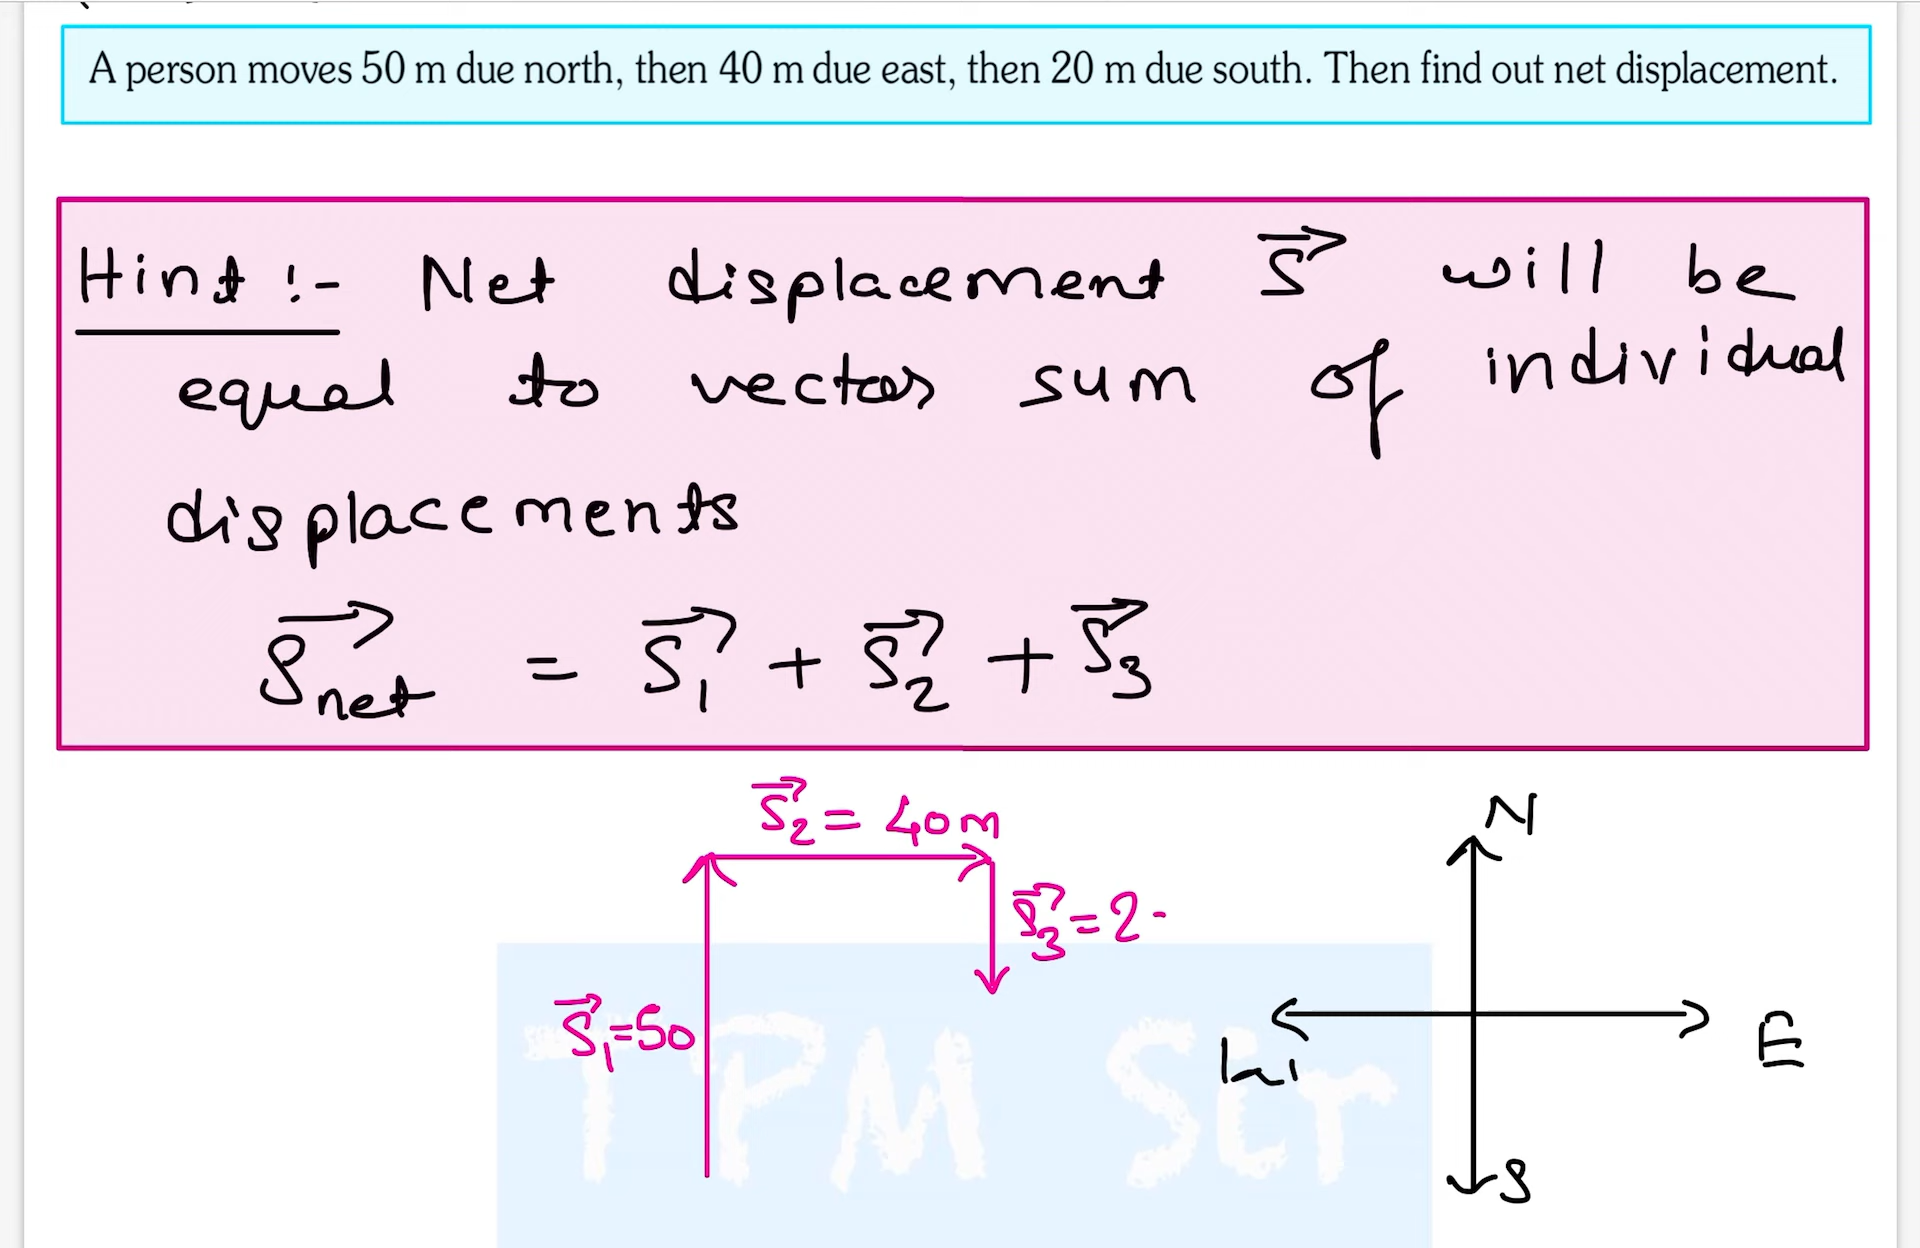 A person moves 50 m due north, then 40 m due east, then 20 m due south. Then find out net displacement.
Hint :- Net displacement S⃗ will be
equal to vector sum of individual
displacements
S⃗net = S⃗₁ + S⃗₂ + S⃗₃
S⃗₂ = 40m
N
S⃗₃ = 2
S⃗₁ = 50
E
S
TPM